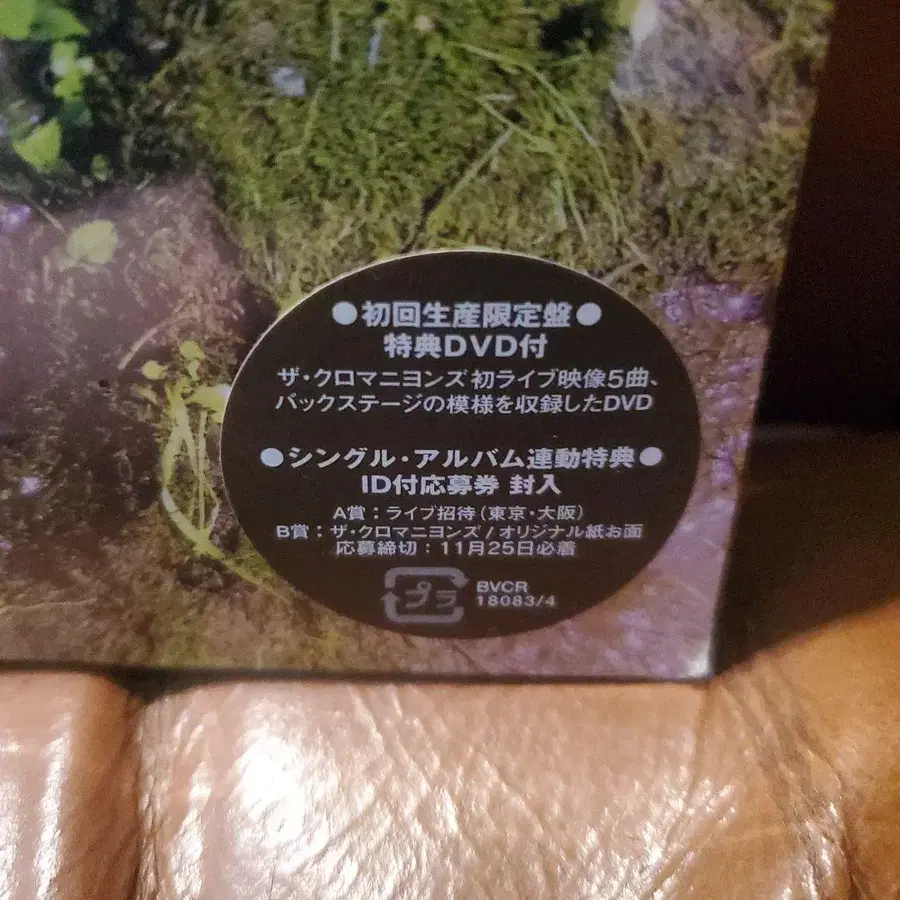 ●初回生産限定盤●
特典DVD付
ザ・クロマニヨンズ初ライブ映像5曲、
バックステージの模様を収録したDVD
●シングル・アルバム連動特典●
ID付応募券 封入
A賞：ライブ招待（東京・大阪）
B賞：ザ・クロマニヨンズ/オリジナル紙お面
応募締切：11月25日必着
プラ
BVCR
18083/4